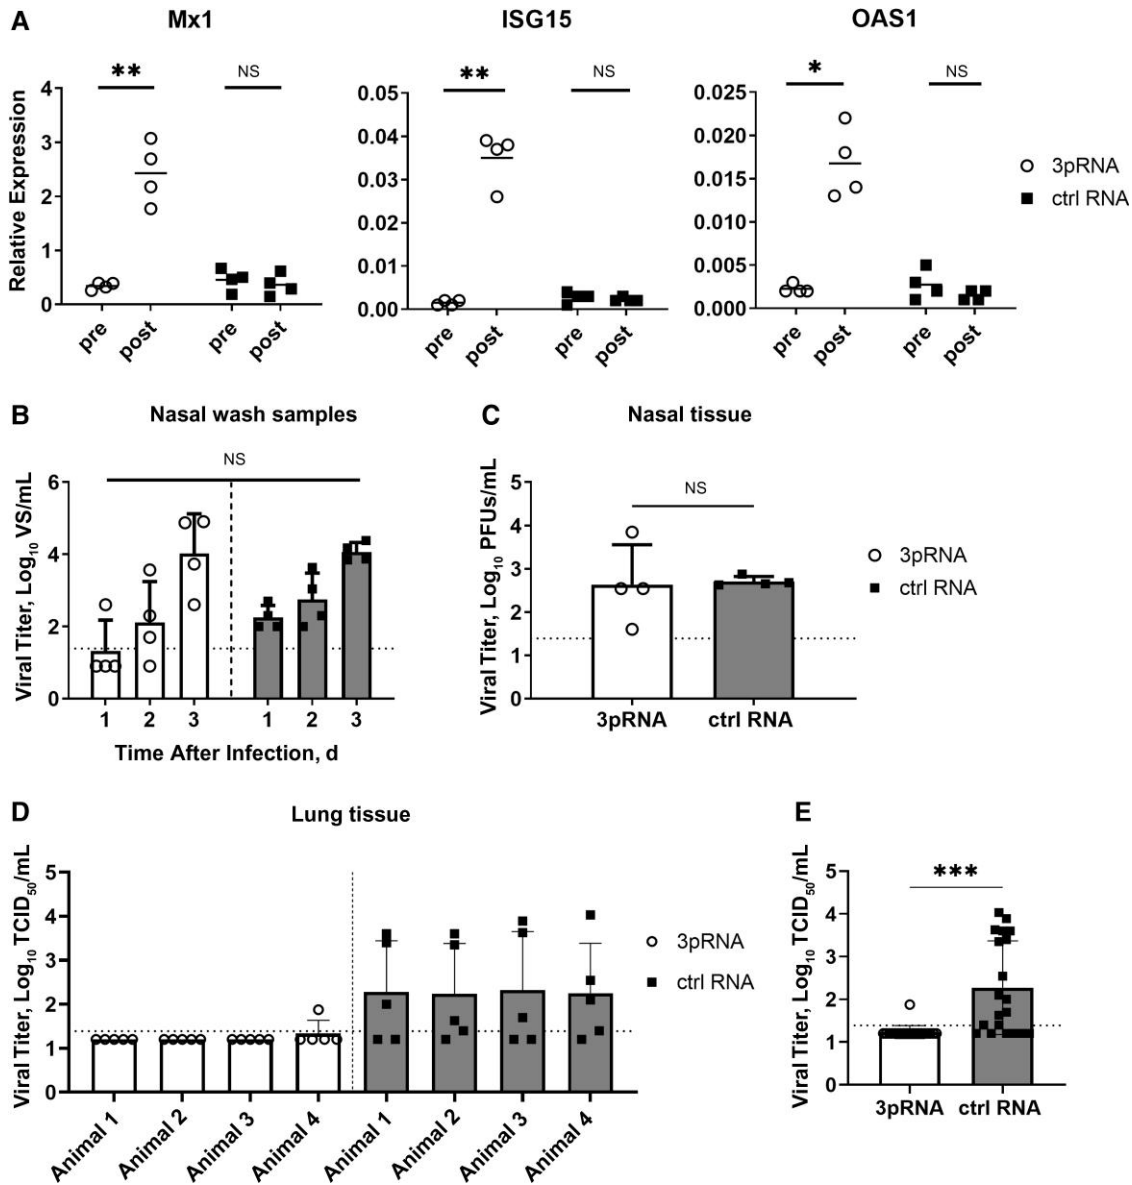 A
Mx1
ISG15
OAS1
Relative Expression
**
NS
4
3
2
1
0
pre
post
pre
post
**
NS
0.05
0.04
0.03
0.02
0.01
0.00
pre
post
pre
post
*
NS
0.025
0.020
0.015
0.010
0.005
0.000
pre
post
pre
post
3pRNA
ctrl RNA
B
Nasal wash samples
NS
Viral Titer, Log10 VS/mL
6
4
2
0
1
2
3
1
2
3
Time After Infection, d
C
Nasal tissue
NS
Viral Titer, Log10 PFUs/mL
5
4
3
2
1
0
3pRNA
ctrl RNA
3pRNA
ctrl RNA
D
Lung tissue
Viral Titer, Log10 TCID50/mL
5
4
3
2
1
0
Animal 1
Animal 2
Animal 3
Animal 4
Animal 1
Animal 2
Animal 3
Animal 4
3pRNA
ctrl RNA
E
***
Viral Titer, Log10 TCID50/mL
5
4
3
2
1
0
3pRNA
ctrl RNA